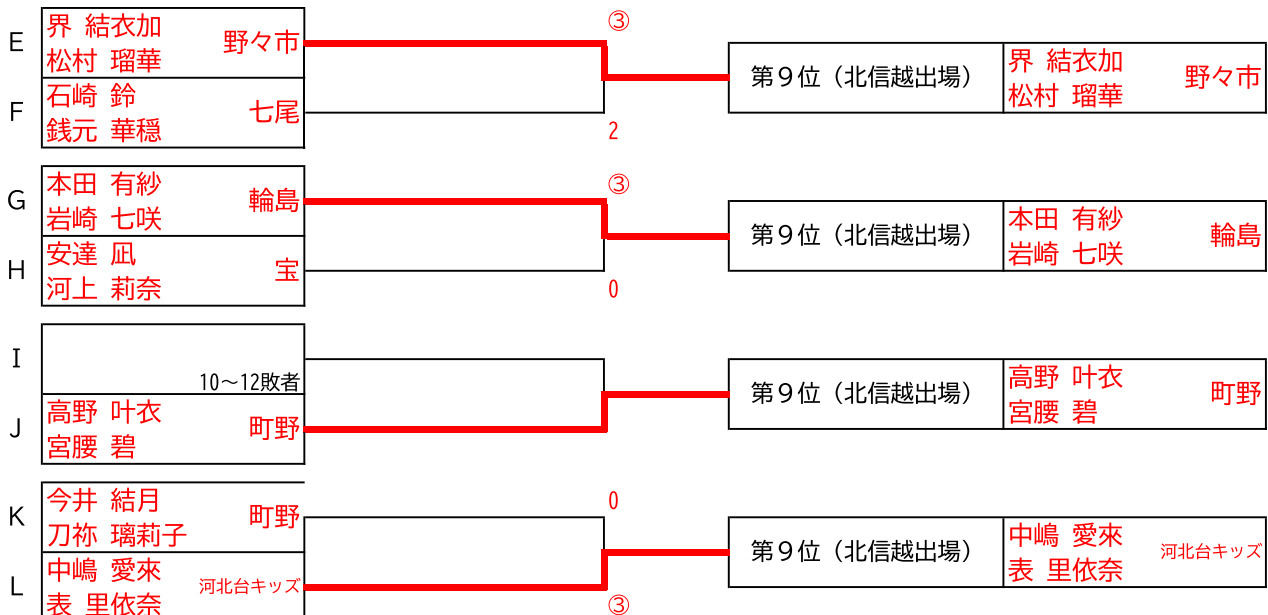 E
界 結衣加
松村 瑠華
野々市
③
第９位（北信越出場）
界 結衣加
松村 瑠華
野々市
F
石崎 鈴
銭元 華穏
七尾
2
G
本田 有紗
岩崎 七咲
輪島
③
第９位（北信越出場）
本田 有紗
岩崎 七咲
輪島
H
安達 凪
河上 莉奈
宝
0
I
10～12敗者
第９位（北信越出場）
高野 叶衣
宮腰 碧
町野
J
高野 叶衣
宮腰 碧
町野
K
今井 結月
刀祢 璃莉子
町野
0
第９位（北信越出場）
中嶋 愛來
表 里依奈
河北台キッズ
L
中嶋 愛來
表 里依奈
河北台キッズ
③